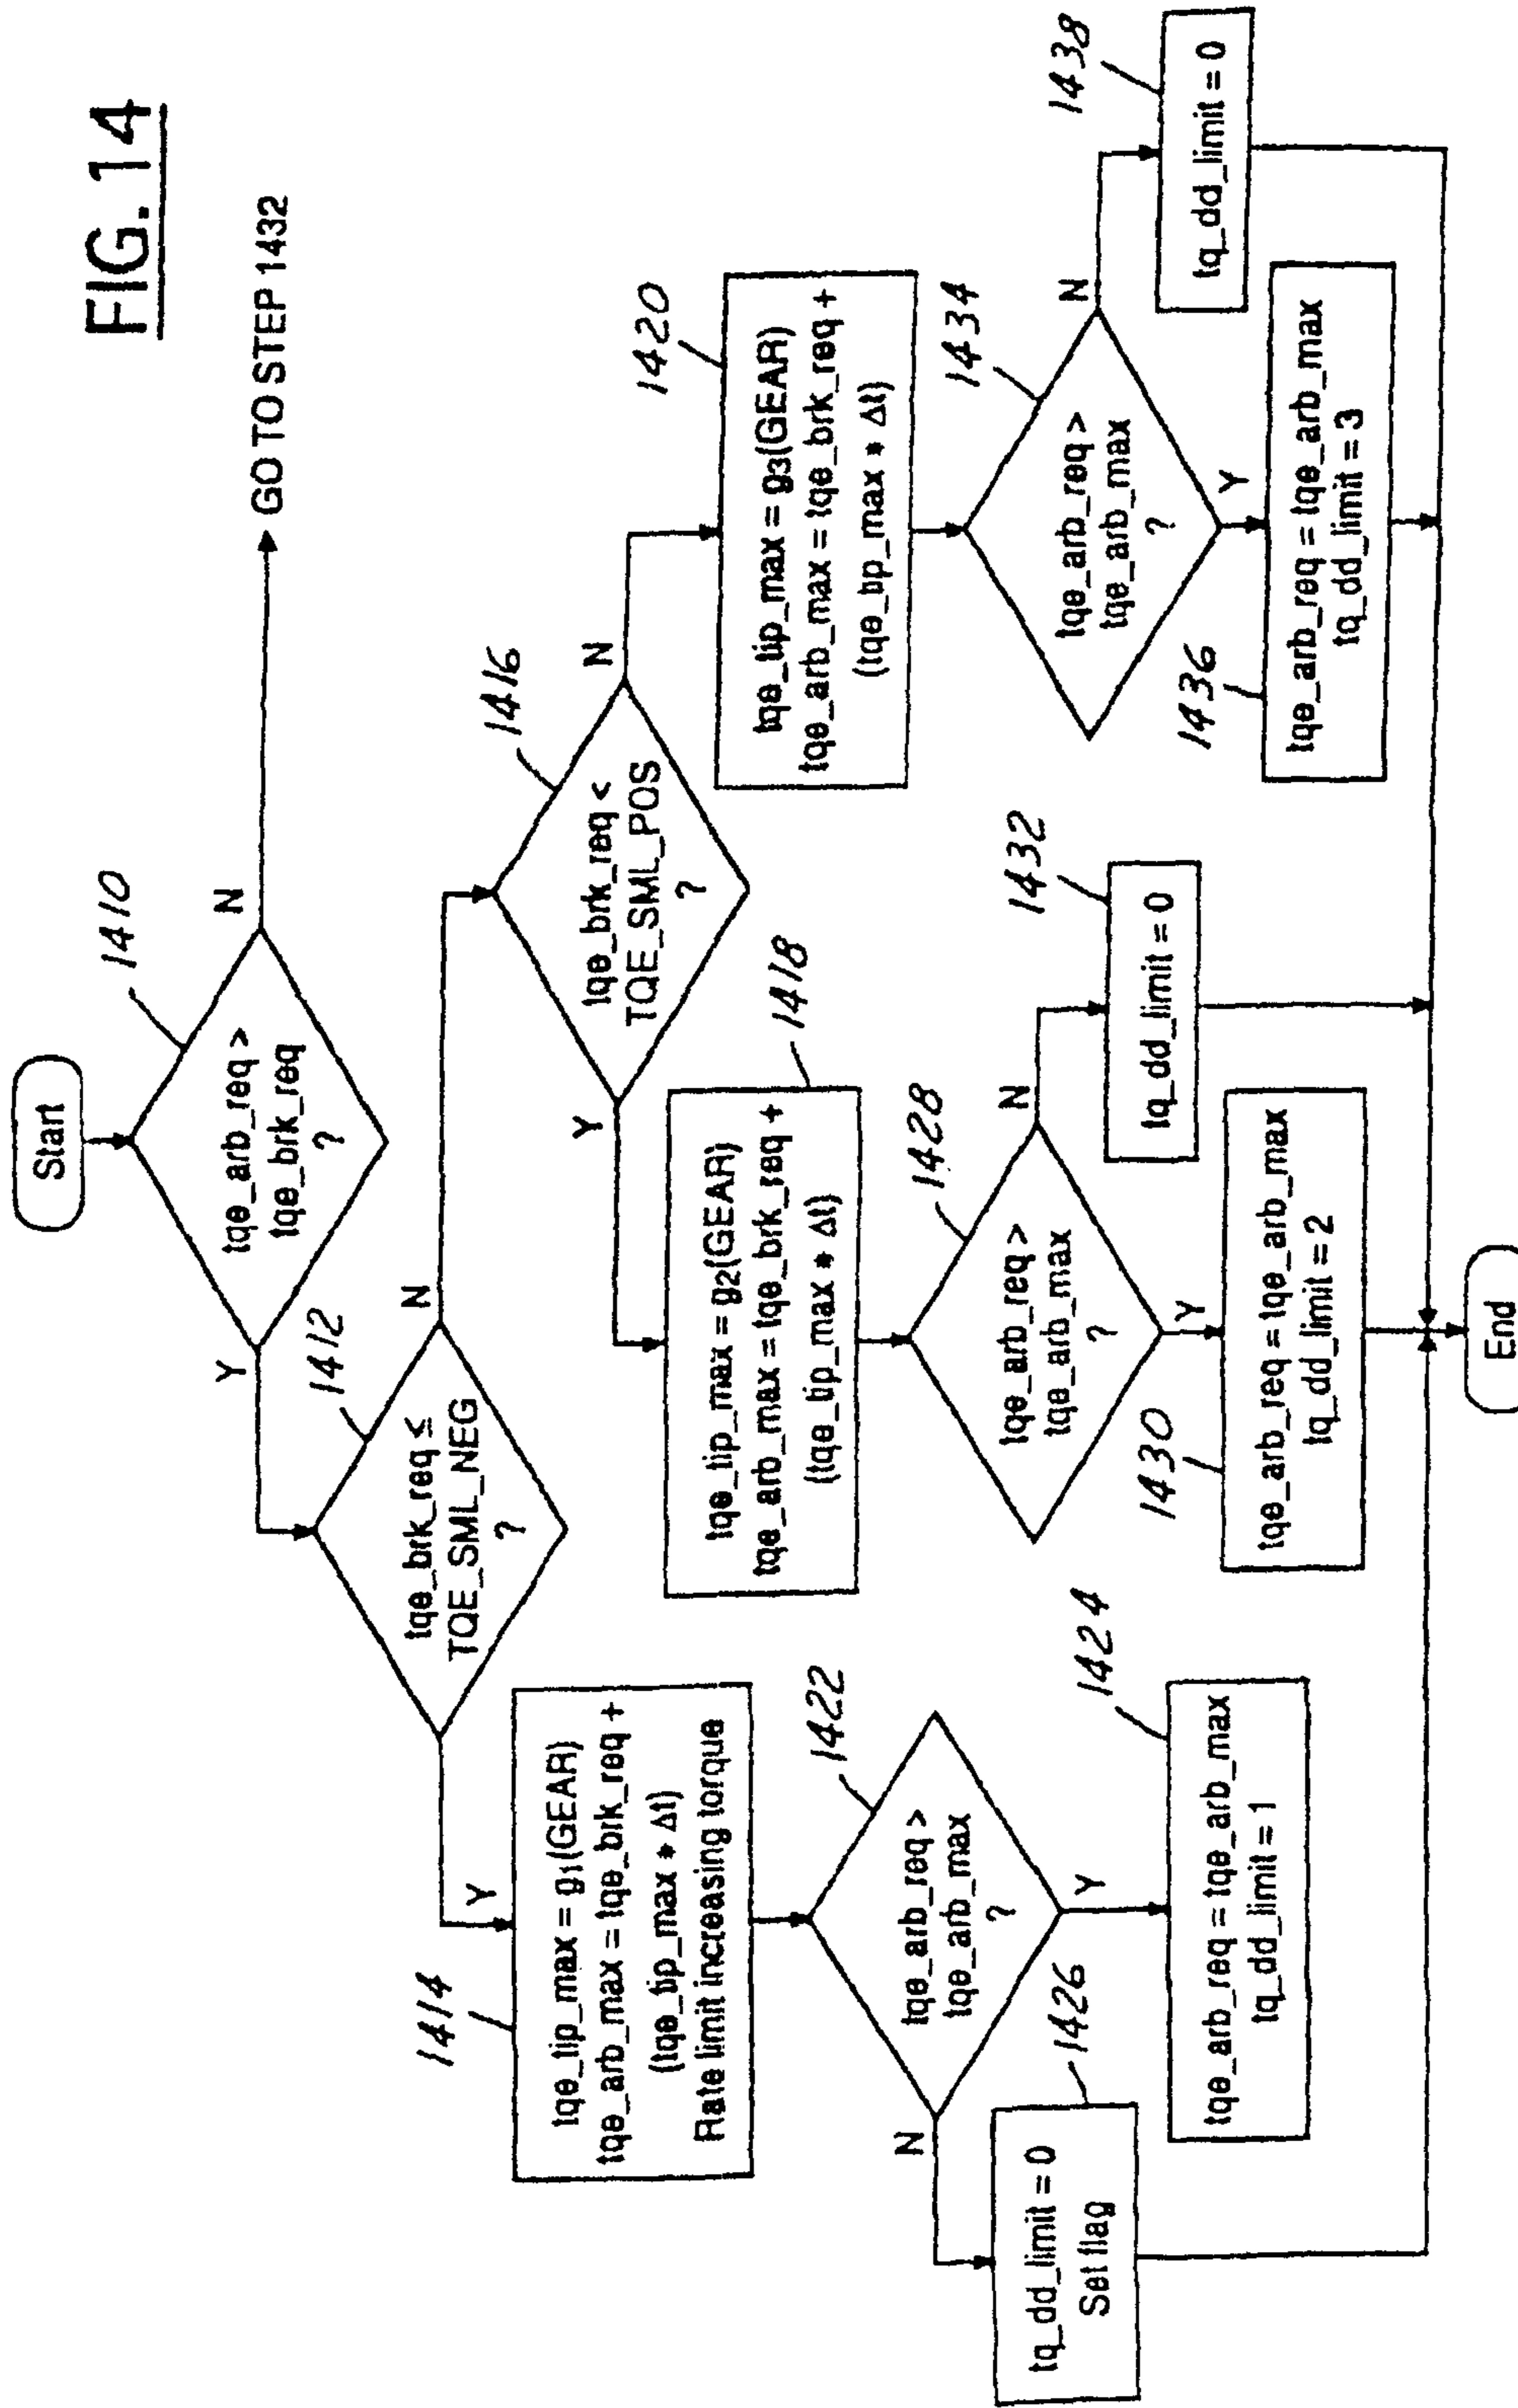 FIG. 14
Start
1410
tqe_arb_req >
tqe_brk_req
?
Y
N
GO TO STEP 1432
1412
tqe_brk_req ≤
TQE_SML_NEG
?
Y
N
1416
tqe_brk_req <
TQE_SML_POS
?
Y
N
1414
tqe_tip_max = g1(GEAR)
tqe_arb_max = tqe_brk_req +
(tqe_tip_max * Δt)
Rate limit increasing torque
1418
tqe_tip_max = g2(GEAR)
tqe_arb_max = tqe_brk_req +
(tqe_tip_max * Δt)
1420
tqe_tip_max = g3(GEAR)
tqe_arb_max = tqe_brk_req +
(tqe_tip_max * Δt)
1422
tqe_arb_req >
tqe_arb_max
?
N
Y
1428
tqe_arb_req >
tqe_arb_max
?
Y
N
1434
tqe_arb_req >
tqe_arb_max
?
Y
N
1426
tq_dd_limit = 0
Set flag
1424
tqe_arb_req = tqe_arb_max
tq_dd_limit = 1
1430
tqe_arb_req = tqe_arb_max
tq_dd_limit = 2
1432
tq_dd_limit = 0
1436
tqe_arb_req = tqe_arb_max
tq_dd_limit = 3
1438
tq_dd_limit = 0
End